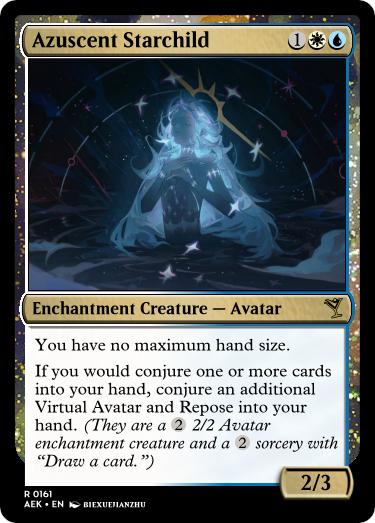 Azuscent Starchild 1
Enchantment Creature — Avatar
You have no maximum hand size.
If you would conjure one or more cards
into your hand, conjure an additional
Virtual Avatar and Repose into your
hand. (They are a 2 2/2 Avatar
enchantment creature and a 2 sorcery with
“Draw a card.”)
2/3
R 0161
AEK • EN BIEXUEJIANZHU